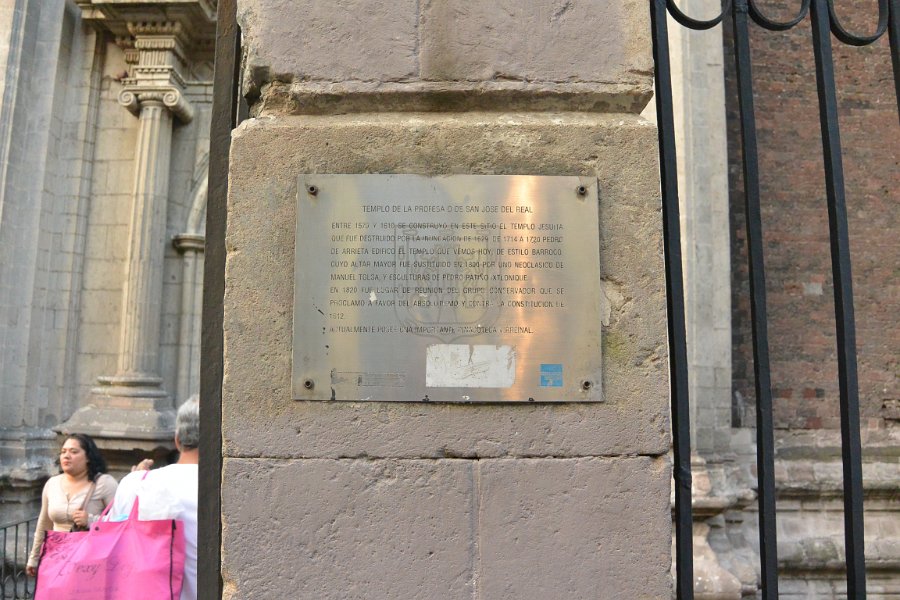 TEMPLO DE LA PROFESA O DE SAN JOSE DEL REAL
ENTRE 1579 Y 1610 SE CONSTRUYO EN ESTE SITIO EL TEMPLO JESUITA
QUE FUE DESTRUIDO POR LA INUNDACION DE 1629. DE 1714 A 1720 PEDRO
DE ARRIETA EDIFICO EL TEMPLO QUE VEMOS HOY, DE ESTILO BARROCO,
CUYO ALTAR MAYOR FUE SUSTITUIDO EN POR UNO NEOCLASICO DE
MANUEL TOLSA, Y ESCULTURAS DE PEDRO PATIÑO IXTLOINQUE.
EN 1820 FUE LUGAR DE REUNION DEL GRUPO CONSERVADOR QUE SE
PROCLAMO A FAVOR DEL ABSOLUTISMO Y CONTRA LA CONSTITUCION DE
1812.
ACTUALMENTE POSEE UNA IMPORTANTE PINACOTECA VIRREINAL.